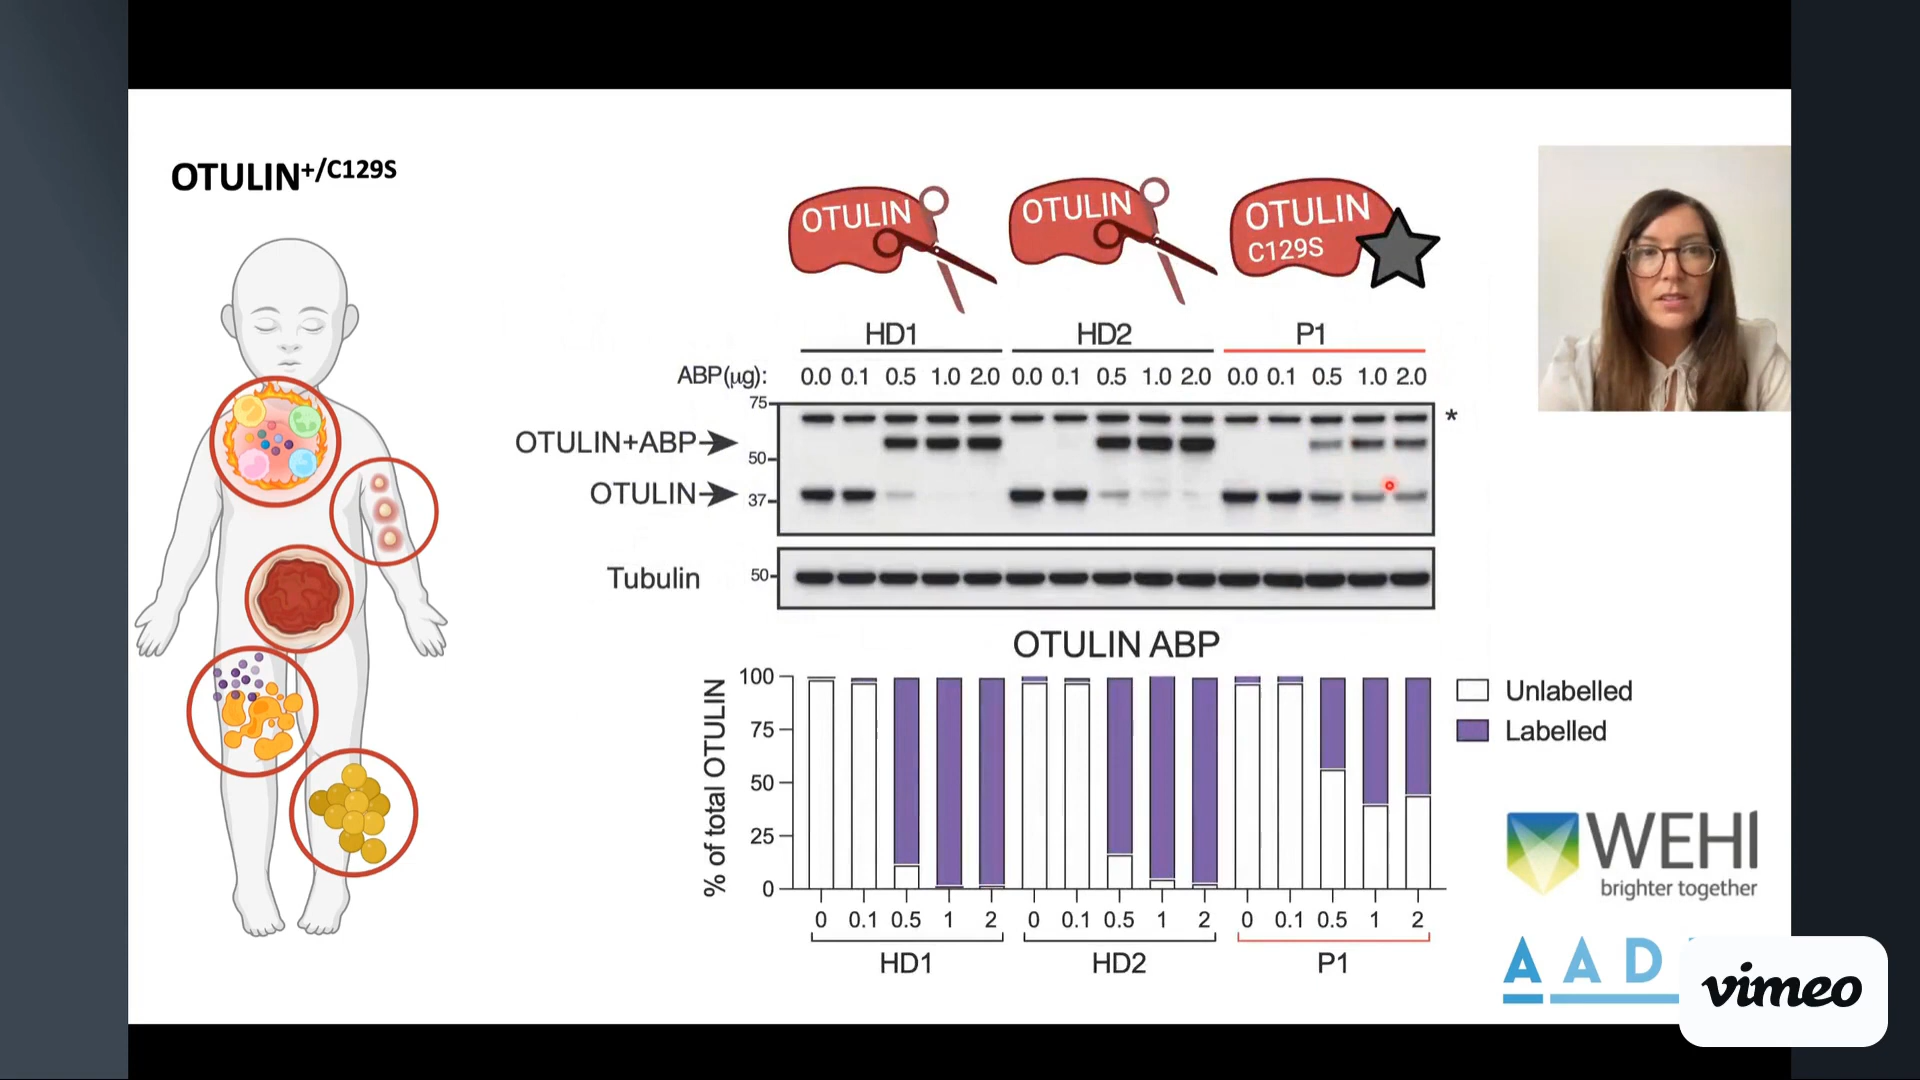 OTULIN+/C129S
OTULIN
OTULIN
OTULIN
C129S
HD1
HD2
P1
ABP(μg):
0.0 0.1 0.5 1.0 2.0 0.0 0.1 0.5 1.0 2.0 0.0 0.1 0.5 1.0 2.0
75
*
OTULIN+ABP
50
OTULIN
37
Tubulin
50
OTULIN ABP
% of total OTULIN
100
75
50
25
0
Unlabelled
Labelled
0 0.1 0.5 1 2 0 0.1 0.5 1 2 0 0.1 0.5 1 2
HD1
HD2
P1
WEHI
brighter together
AAD
vimeo